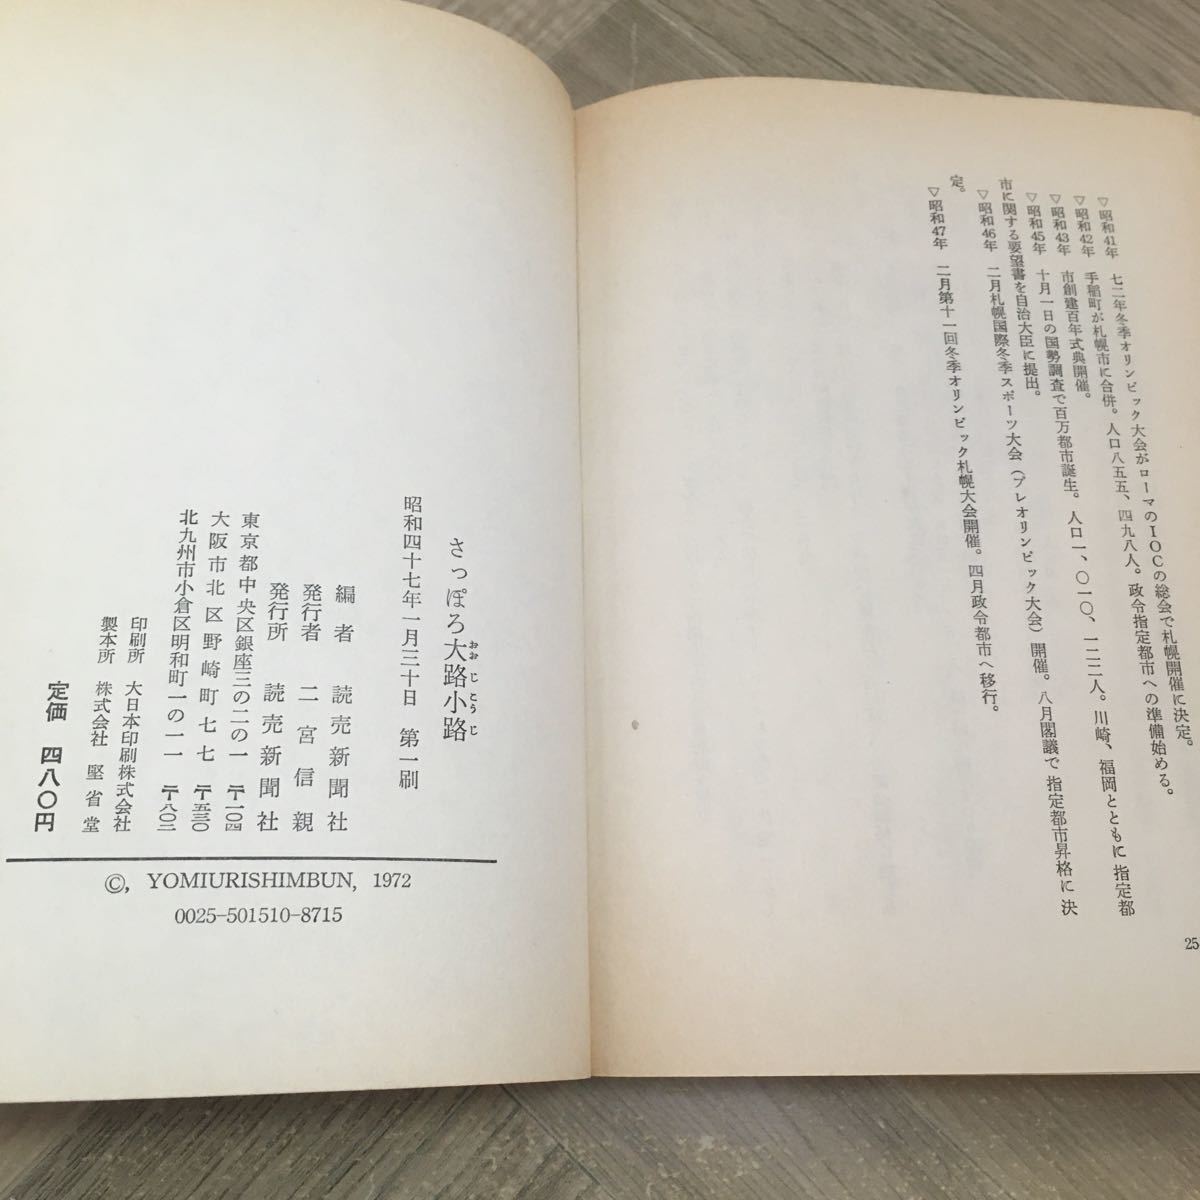 ▽昭和41年　七二年冬季オリンピック大会がローマのIOCの総会で札幌開催に決定。
▽昭和42年　手稲町が札幌市に合併。人口八五五、四九八人。政令指定都市への準備始める。
▽昭和43年　市創建百年式典開催。
▽昭和45年　十月一日の国勢調査で百万都市誕生。人口一、〇一〇、一二三人。川崎、福岡とともに指定都
市に関する要望書を自治大臣に提出。
▽昭和46年　二月札幌国際冬季スポーツ大会（プレオリンピック大会）開催。八月閣議で指定都市昇格に決
定。
▽昭和47年　二月第十一回冬季オリンピック札幌大会開催。四月政令都市へ移行。
25
さっぽろ大路小路
おおじこうじ
昭和四十七年一月三十日　第一刷
編者　読売新聞社
発行者　二宮信親
発行所　読売新聞社
東京都中央区銀座三の二の一　〒一〇四
大阪市北区野崎町七七　〒五三〇
北九州市小倉区明和町一の一一　〒八〇二
印刷所　大日本印刷株式会社
製本所　株式会社　堅省堂
定価　四八〇円
©, YOMIURISHIMBUN, 1972
0025-501510-8715